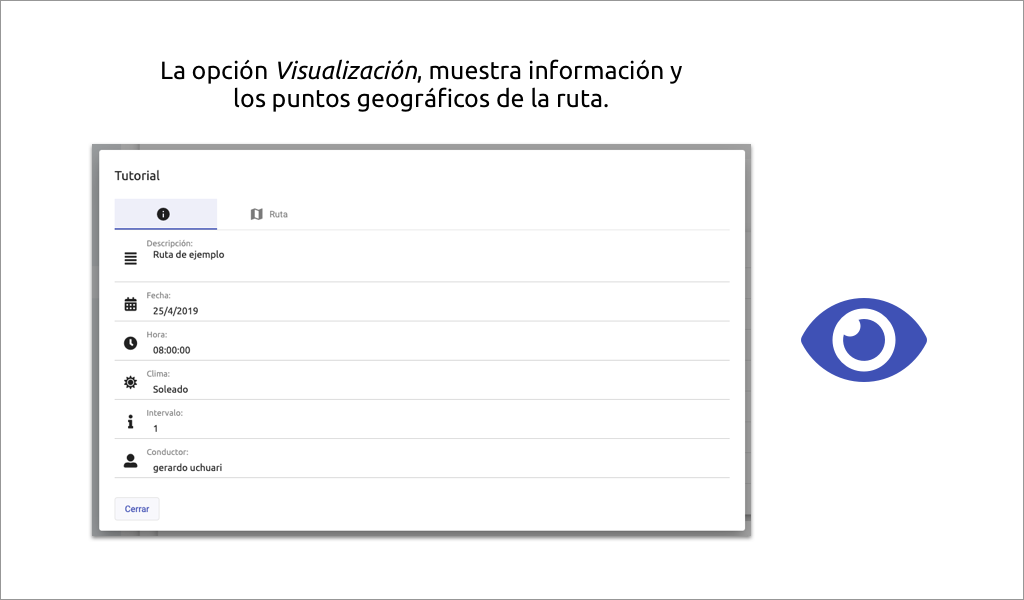 La opción Visualización, muestra información y
los puntos geográficos de la ruta.
Tutorial
Ruta
Descripción:
Ruta de ejemplo
Fecha:
25/4/2019
Hora:
08:00:00
Clima:
Soleado
Intervalo:
1
Conductor:
gerardo uchuari
Cerrar